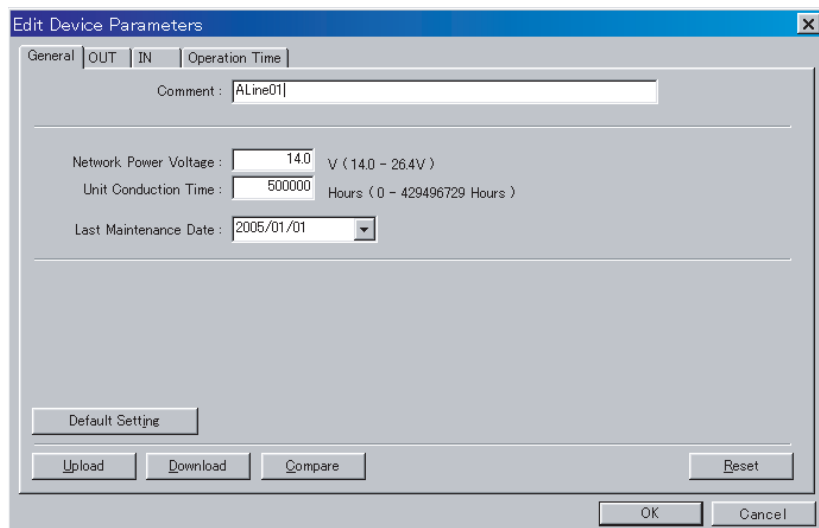 Edit Device Parameters
General OUT IN Operation Time
Comment : ALine01
Network Power Voltage : 14.0 V ( 14.0 - 26.4V )
Unit Conduction Time : 500000 Hours ( 0 - 429496729 Hours )
Last Maintenance Date : 2005/01/01
Default Setting
Upload Download Compare Reset
OK Cancel